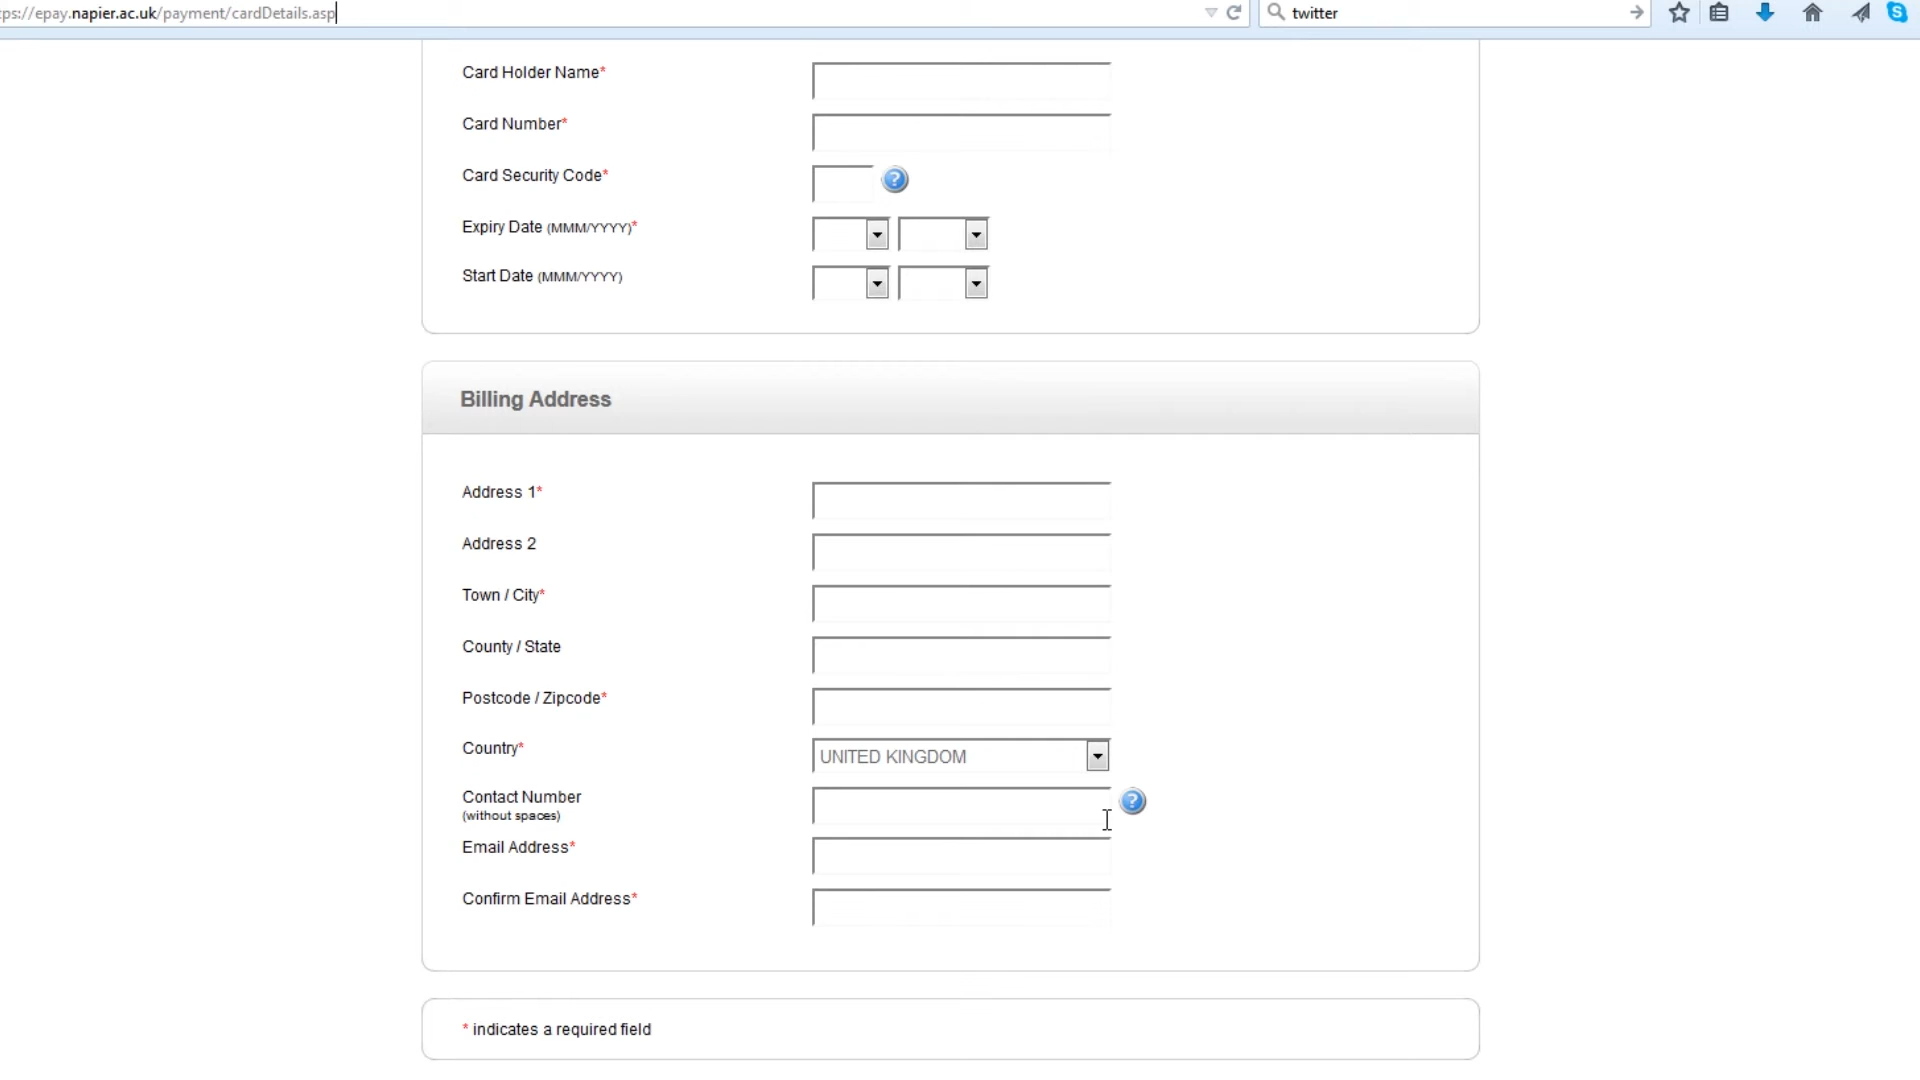 ps://epay.napier.ac.uk/payment/cardDetails.asp
twitter
Card Holder Name*
Card Number*
Card Security Code*
?
Expiry Date (MMM/YYYY)*
Start Date (MMM/YYYY)
Billing Address
Address 1*
Address 2
Town / City*
County / State
Postcode / Zipcode*
Country*
UNITED KINGDOM
Contact Number
(without spaces)
?
Email Address*
Confirm Email Address*
* indicates a required field